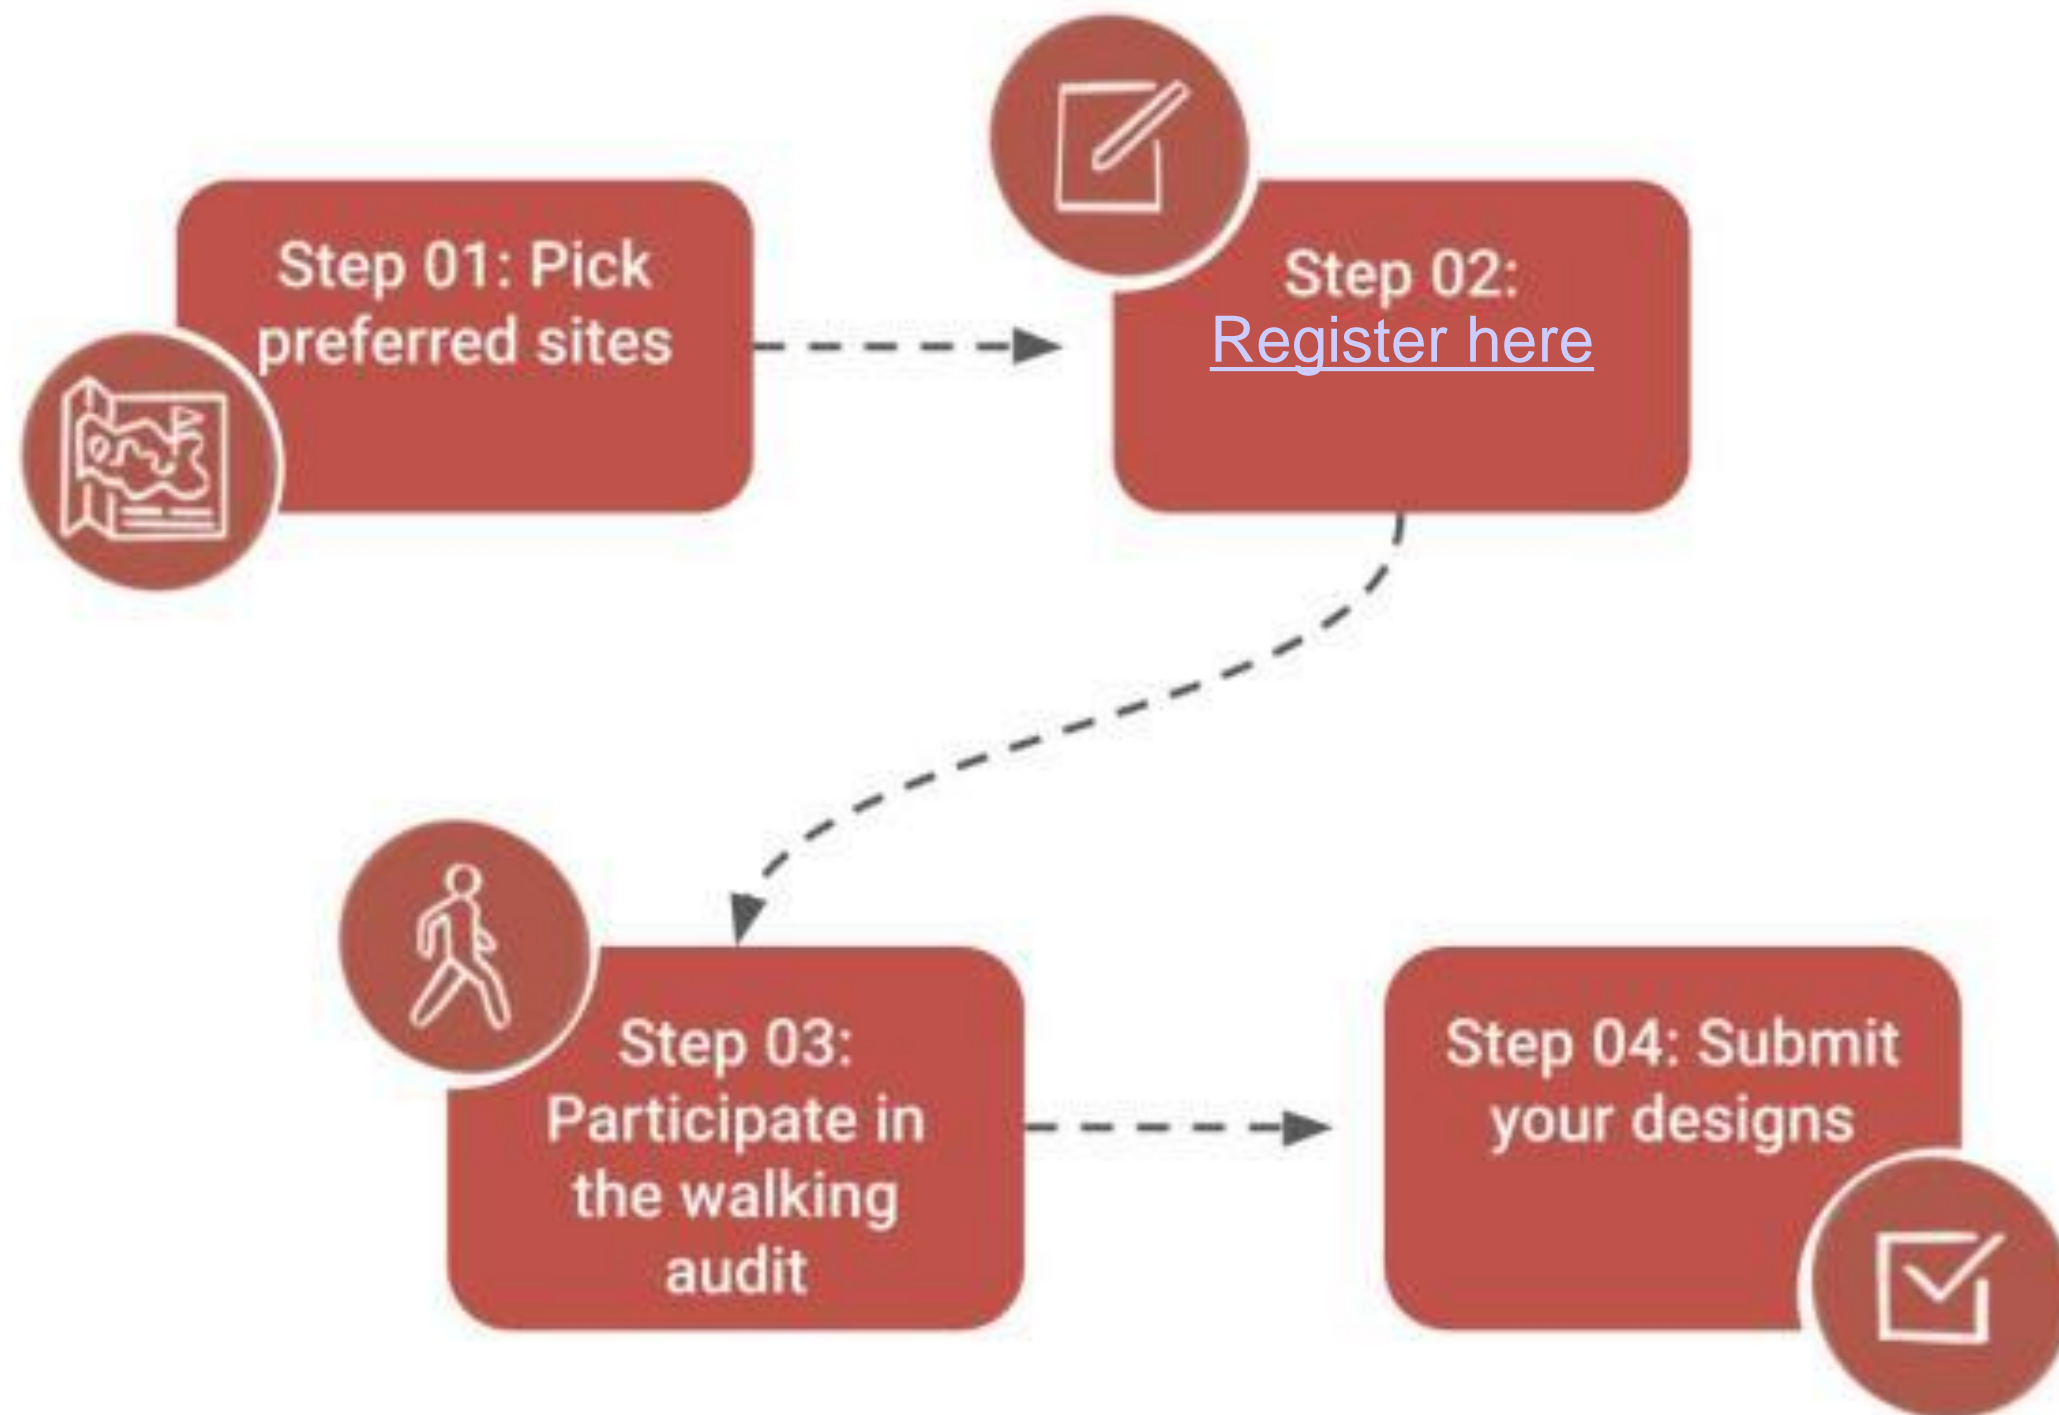 Step 01: Pick
preferred sites
Step 02:
Register here
Step 03:
Participate in
the walking
audit
Step 04: Submit
your designs